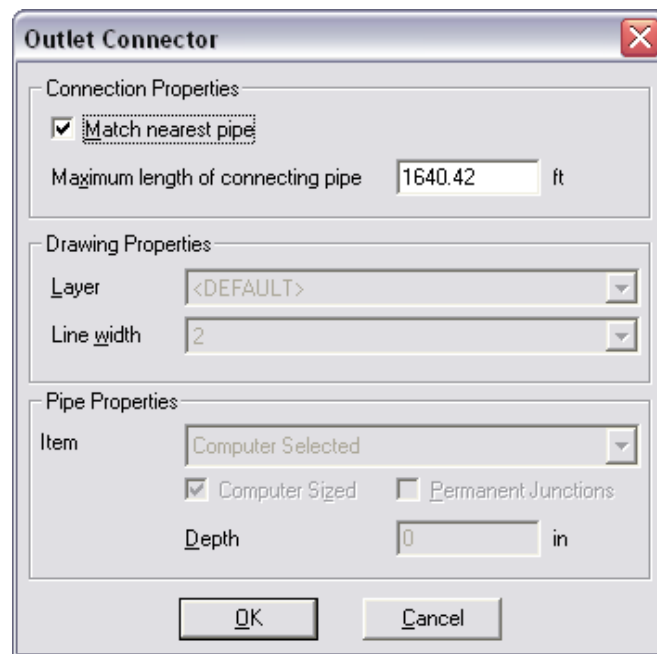 Outlet Connector
Connection Properties
Match nearest pipe
Maximum length of connecting pipe 1640.42 ft
Drawing Properties
Layer <DEFAULT>
Line width 2
Pipe Properties
Item Computer Selected
Computer Sized Permanent Junctions
Depth 0 in
OK Cancel